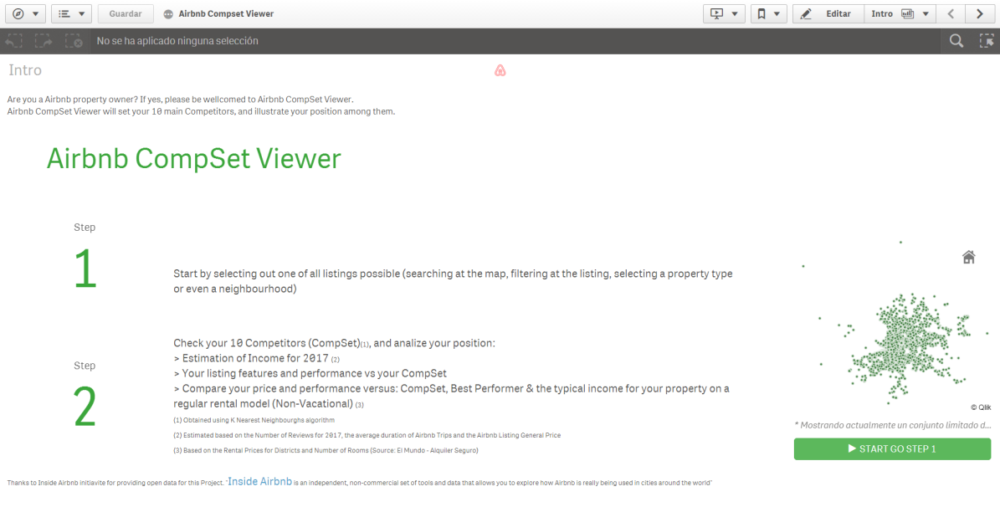 Guardar
Airbnb Compset Viewer
Editar
Intro
No se ha aplicado ninguna selección
Intro
Are you a Airbnb property owner? If yes, please be wellcomed to Airbnb CompSet Viewer.
Airbnb CompSet Viewer will set your 10 main Competitors, and illustrate your position among them.
Airbnb CompSet Viewer
Step
1
Start by selecting out one of all listings possible (searching at the map, filtering at the listing, selecting a property type
or even a neighbourhood)
Step
2
Check your 10 Competitors (CompSet)(1), and analize your position:
> Estimation of Income for 2017 (2)
> Your listing features and performance vs your CompSet
> Compare your price and performance versus: CompSet, Best Performer & the typical income for your property on a
regular rental model (Non-Vacational) (3)
(1) Obtained using K Nearest Neighbourghs algorithm
(2) Estimated based on the Number of Reviews for 2017, the average duration of Airbnb Trips and the Airbnb Listing General Price
(3) Based on the Rental Prices for Districts and Number of Rooms (Source: El Mundo - Alquiler Seguro)
© Qlik
* Mostrando actualmente un conjunto limitado d...
START GO STEP 1
Thanks to Inside Airbnb initiavite for providing open data for this Project. "Inside Airbnb is an independent, non-commercial set of tools and data that allows you to explore how Airbnb is really being used in cities around the world"